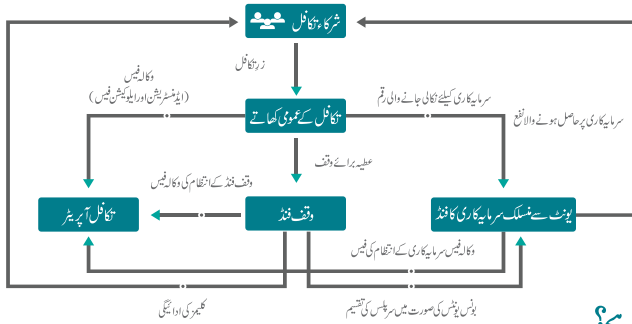 شرکاء تکافل
زرِ تکافل
وکالہ فیس
(ایڈمنسٹریشن اور ایلوکیشن فیس)
سرمایہ کاری کیلئے نکالی جانے والی رقم
تکافل کے عمومی کھاتے
سرمایہ کاری پر حاصل ہونے والا نفع
عطیہ برائے وقف
وقف فنڈ کے انتظام کی وکالہ فیس
تکافل آپریٹر
وقف فنڈ
یونٹ سے منسلک سرمایہ کاری کا فنڈ
وکالہ فیس سرمایہ کاری کے انتظام کی فیس
کلیمز کی ادائیگی
بونس یونٹس کی صورت میں سرپلس کی تقسیم